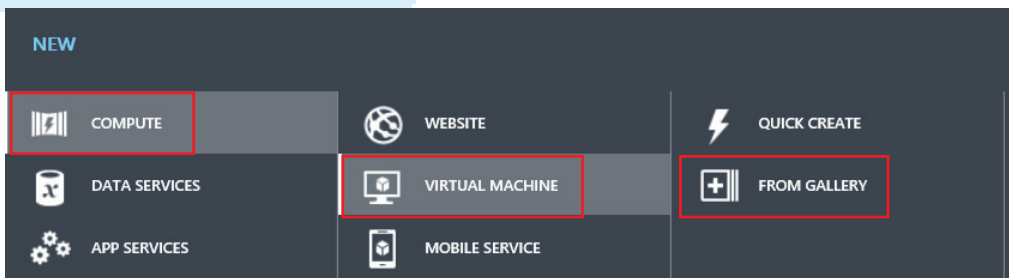 NEW
COMPUTE
WEBSITE
QUICK CREATE
DATA SERVICES
VIRTUAL MACHINE
FROM GALLERY
APP SERVICES
MOBILE SERVICE